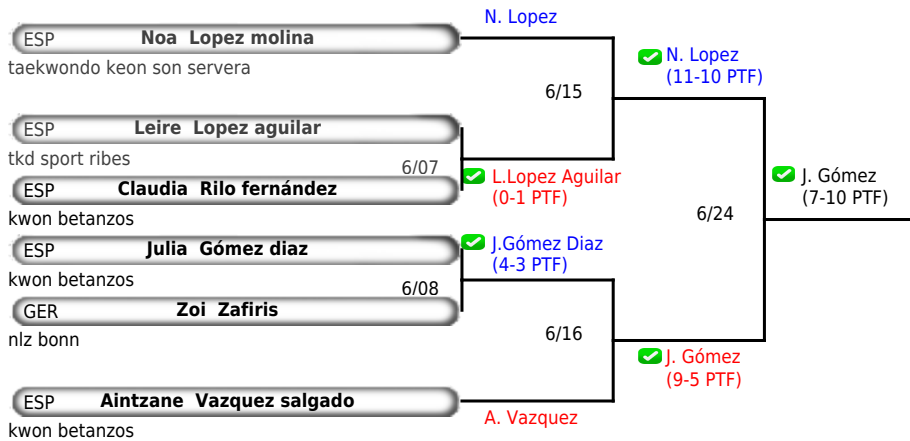 N. Lopez
ESP Noa Lopez molina
taekwondo keon son servera
N. Lopez
(11-10 PTF)
6/15
ESP Leire Lopez aguilar
tkd sport ribes
6/07
ESP Claudia Rilo fernández
kwon betanzos
L.Lopez Aguilar
(0-1 PTF)
J. Gómez
(7-10 PTF)
6/24
ESP Julia Gómez diaz
kwon betanzos
J.Gómez Diaz
(4-3 PTF)
6/08
GER Zoi Zafiris
nlz bonn
6/16
J. Gómez
(9-5 PTF)
ESP Aintzane Vazquez salgado
kwon betanzos
A. Vazquez